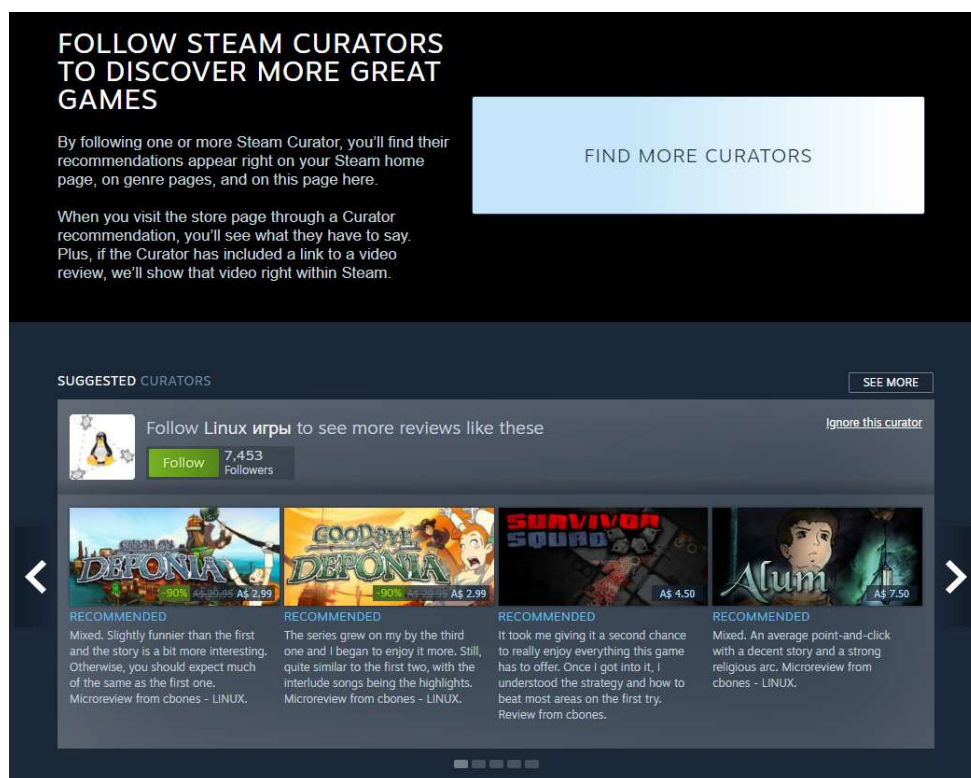 FOLLOW STEAM CURATORS
TO DISCOVER MORE GREAT
GAMES
By following one or more Steam Curator, you'll find their
recommendations appear right on your Steam home
page, on genre pages, and on this page here.
When you visit the store page through a Curator
recommendation, you'll see what they have to say.
Plus, if the Curator has included a link to a video
review, we'll show that video right within Steam.
FIND MORE CURATORS
SUGGESTED CURATORS
SEE MORE
Follow Linux игры to see more reviews like these
Ignore this curator
Follow
7,453
Followers
DEPONIA
-90% A$ 29.95 A$ 2.99
RECOMMENDED
Mixed. Slightly funnier than the first
and the story is a bit more interesting.
Otherwise, you should expect much
of the same as the first one.
Microreview from cbones - LINUX.
GOODBYE
DEPONIA
-90% A$ 29.95 A$ 2.99
RECOMMENDED
The series grew on my by the third
one and I began to enjoy it more. Still,
quite similar to the first two, with the
interlude songs being the highlights.
Microreview from cbones - LINUX.
SURVIVOR
SQUAD
A$ 4.50
RECOMMENDED
It took me giving it a second chance
to really enjoy everything this game
has to offer. Once I got into it, I
understood the strategy and how to
beat most areas on the first try.
Review from cbones.
Alum
A$ 7.50
RECOMMENDED
Mixed. An average point-and-click
with a decent story and a strong
religious arc. Microreview from
cbones - LINUX.